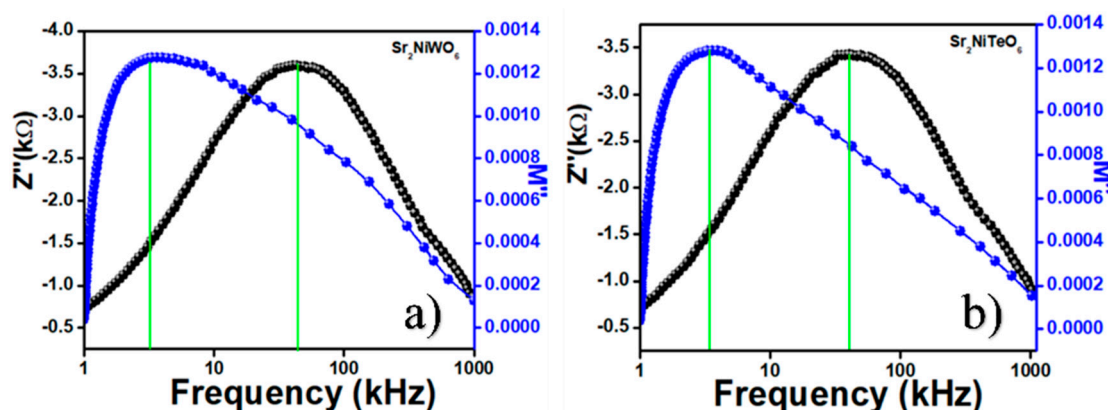 Sr2NiWO6
-4.0
-3.5
-3.0
-2.5
-2.0
-1.5
-1.0
-0.5
Z''(kΩ)
0.0014
0.0012
0.0010
0.0008
0.0006
0.0004
0.0002
0.0000
M''
a)
1 10 100 1000
Frequency (kHz)
Sr2NiTeO6
-3.5
-3.0
-2.5
-2.0
-1.5
-1.0
-0.5
Z''(kΩ)
0.0014
0.0012
0.0010
0.0008
0.0006
0.0004
0.0002
0.0000
M''
b)
1 10 100 1000
Frequency (kHz)